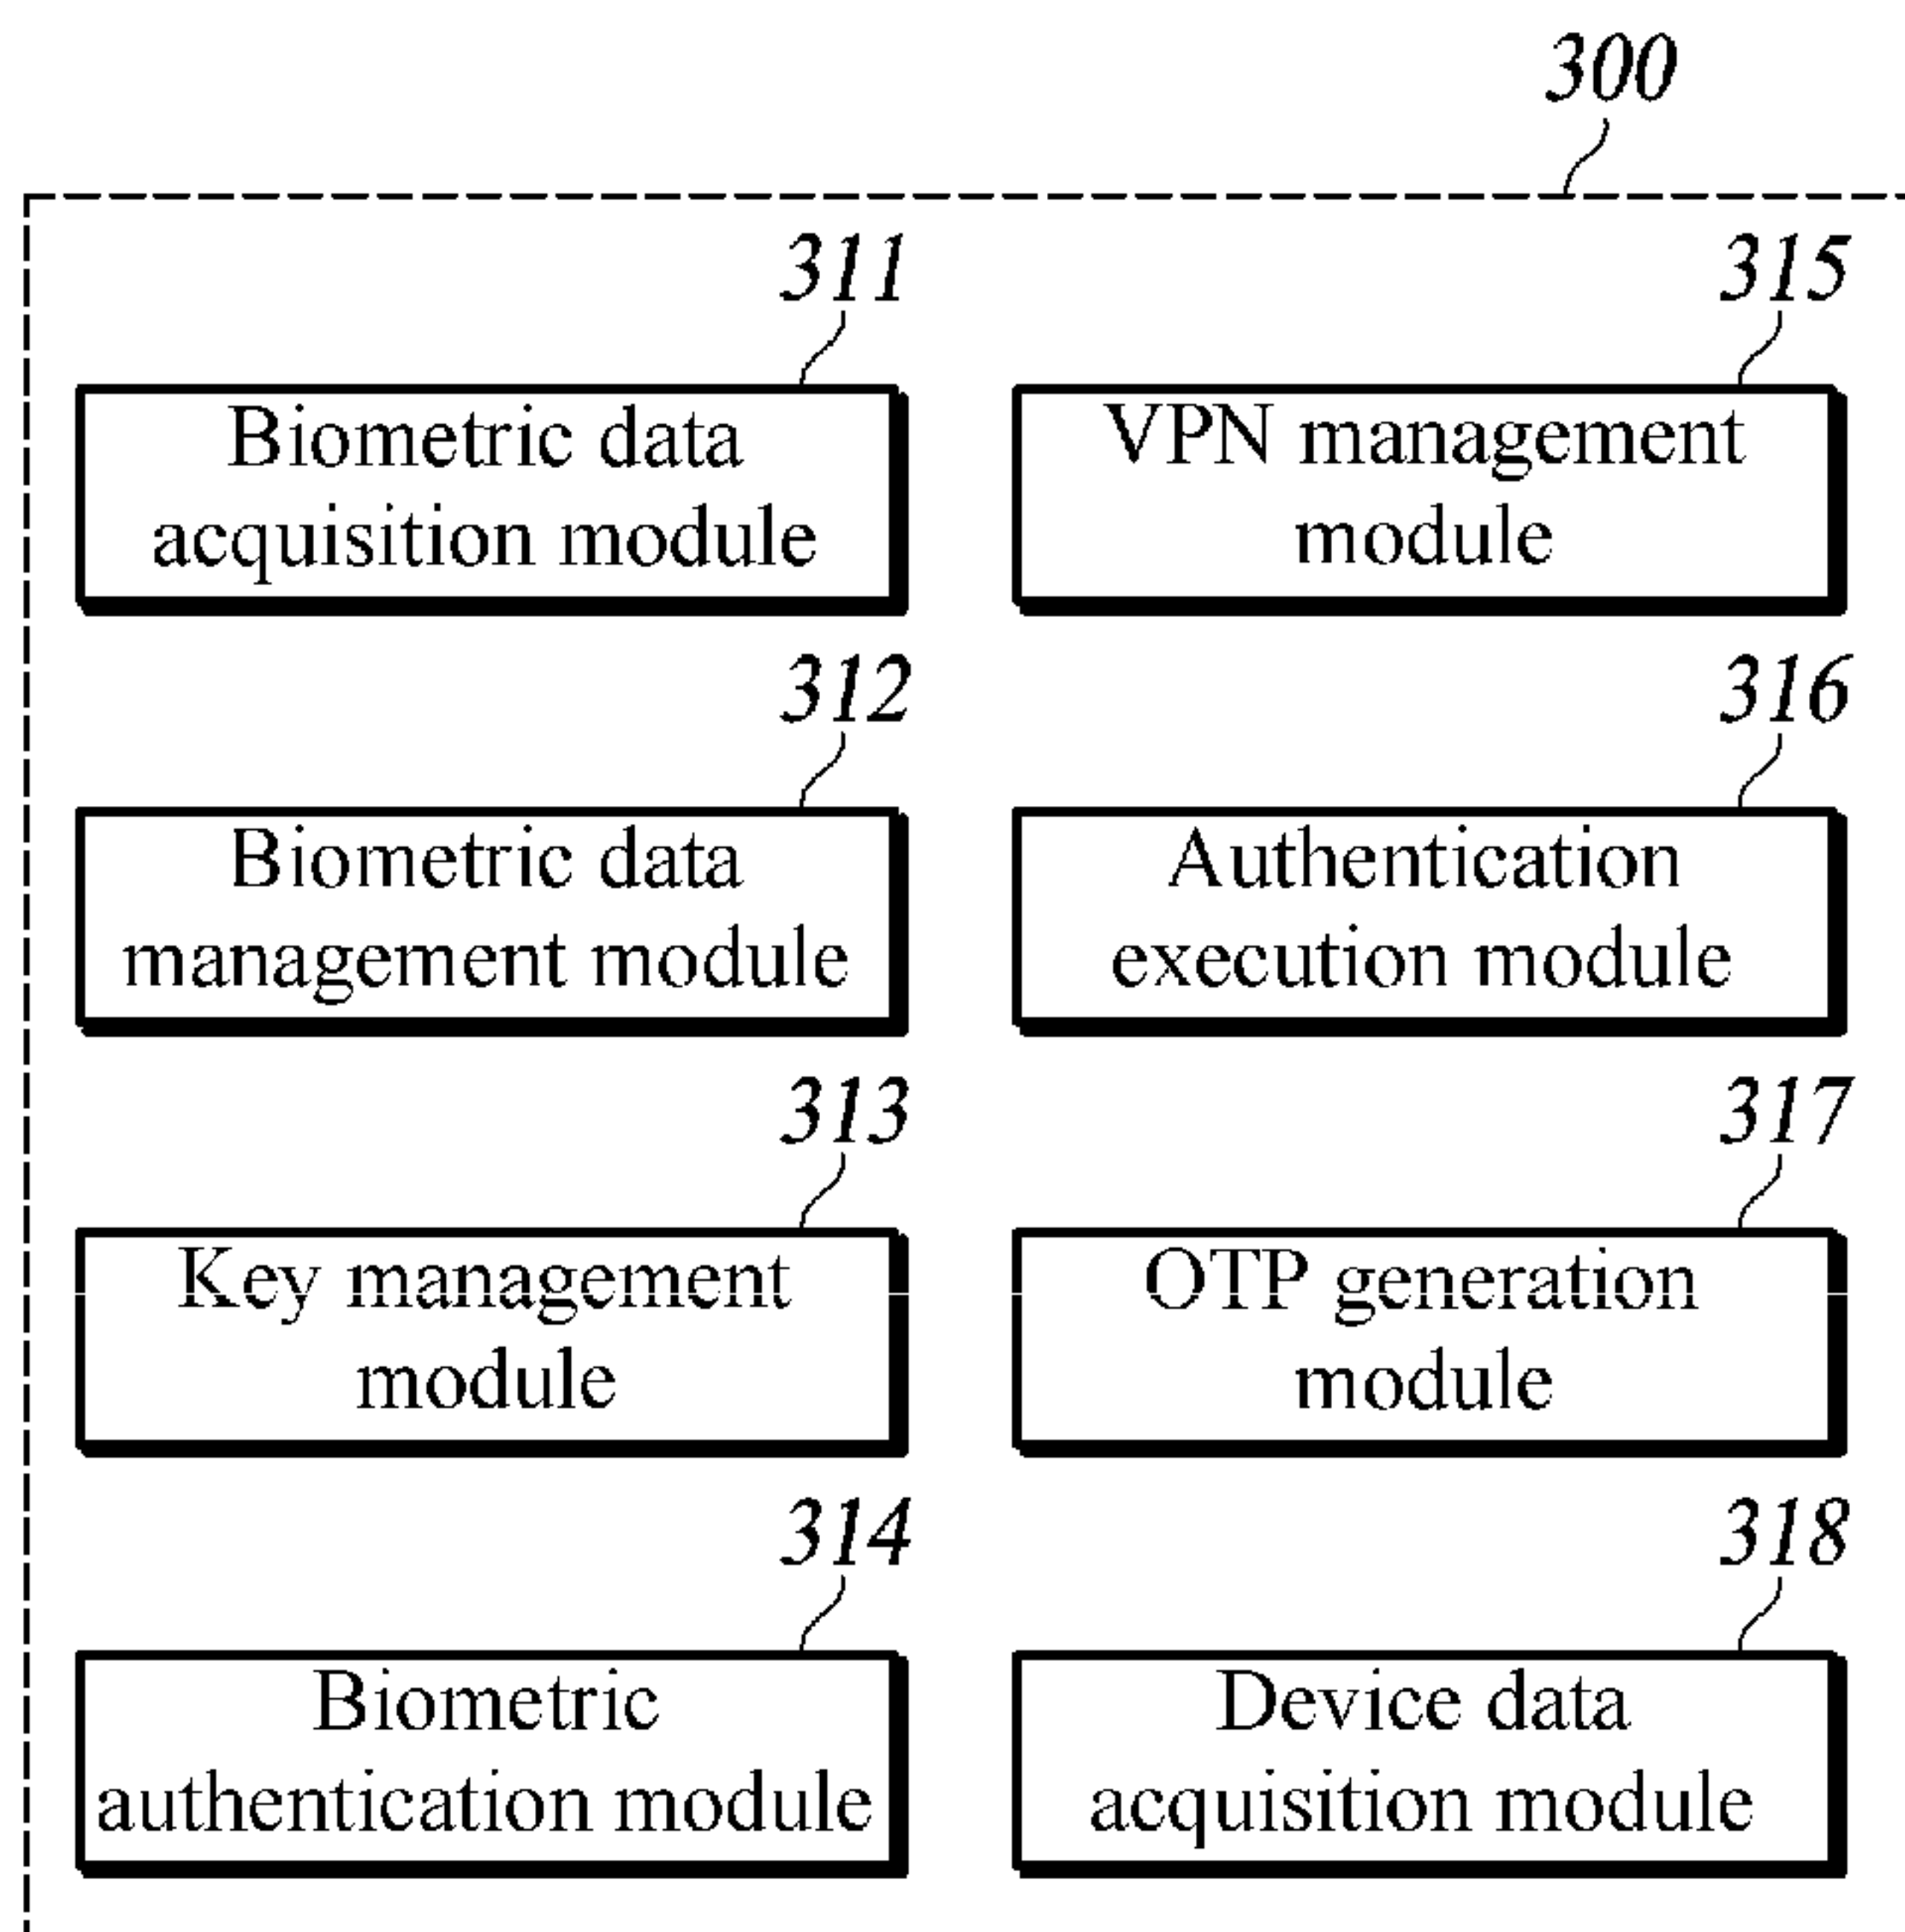 300
311
Biometric data
acquisition module
312
Biometric data
management module
313
Key management
module
314
Biometric
authentication module
315
VPN management
module
316
Authentication
execution module
317
OTP generation
module
318
Device data
acquisition module